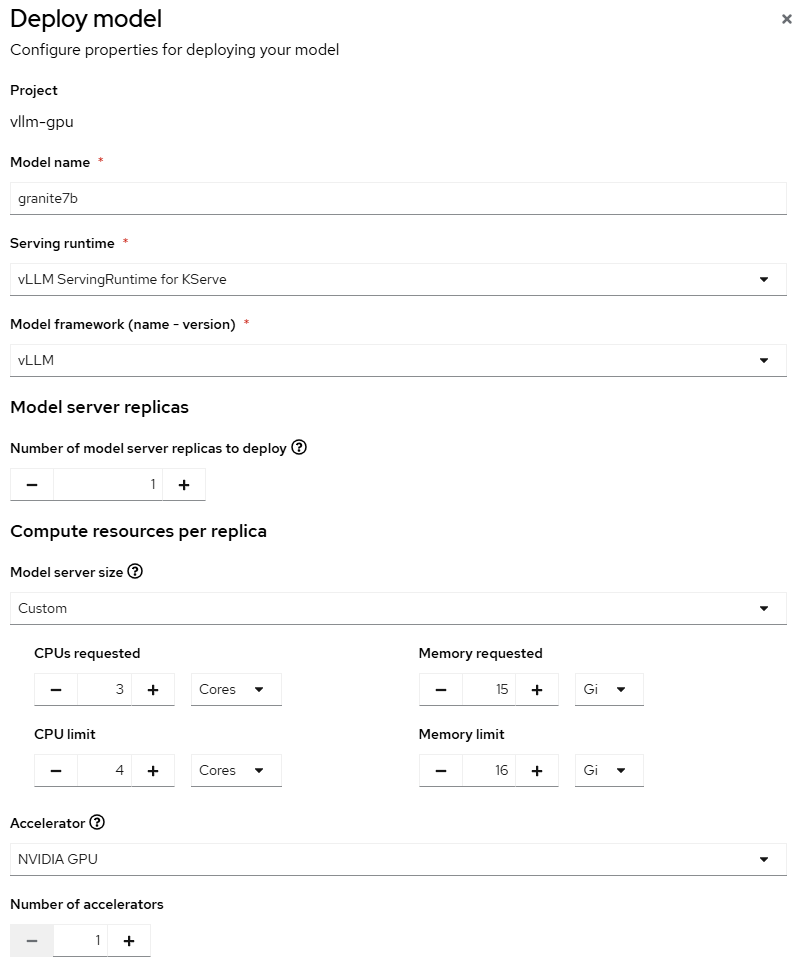 Deploy model
Configure properties for deploying your model
Project
vllm-gpu
Model name *
granite7b
Serving runtime *
vLLM ServingRuntime for KServe
Model framework (name - version) *
vLLM
Model server replicas
Number of model server replicas to deploy
1
Compute resources per replica
Model server size
Custom
CPUs requested
3 Cores
Memory requested
15 Gi
CPU limit
4 Cores
Memory limit
16 Gi
Accelerator
NVIDIA GPU
Number of accelerators
1